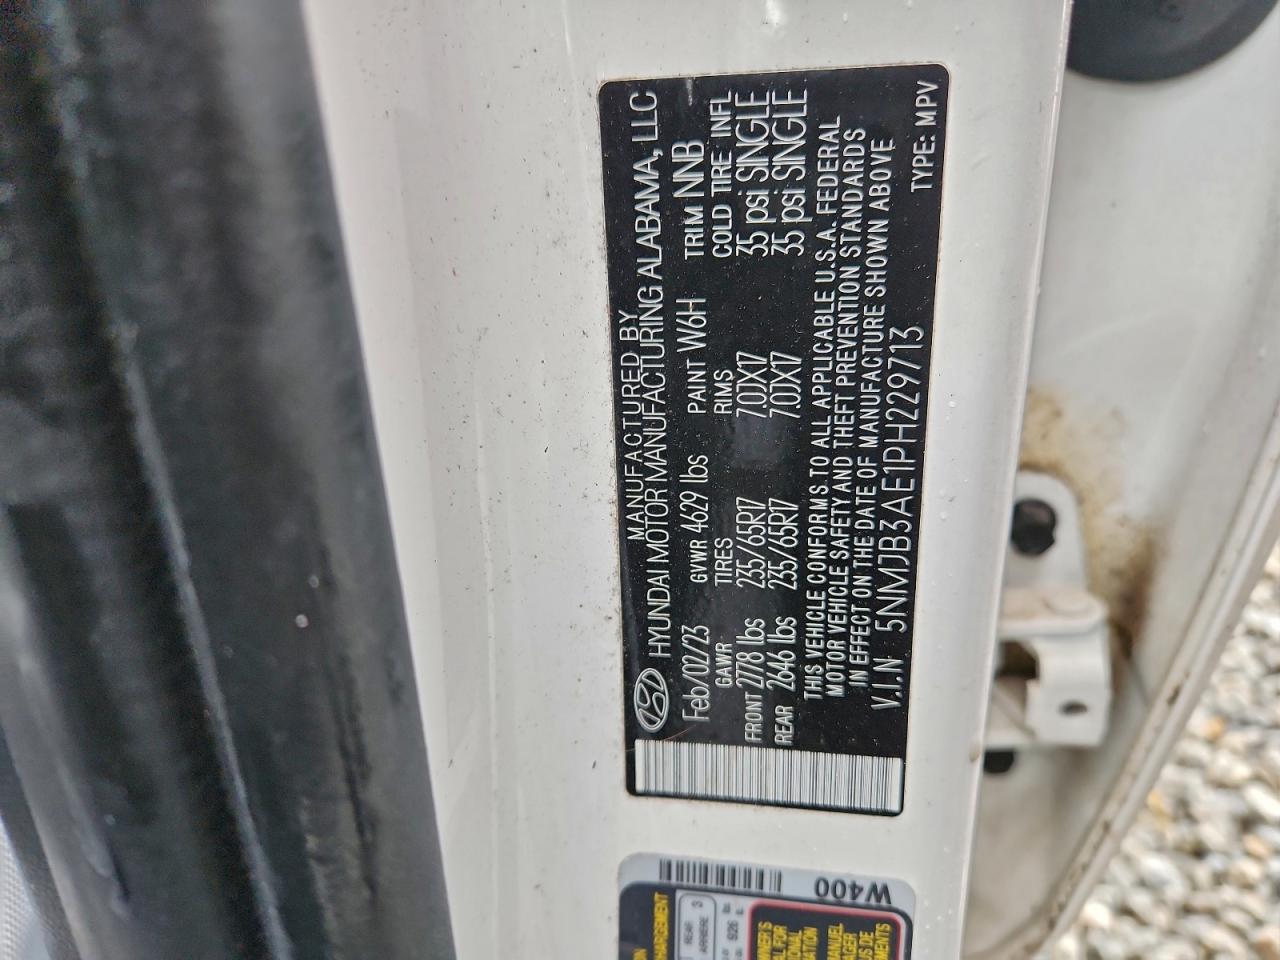 MANUFACTURED BY
HYUNDAI MOTOR MANUFACTURING ALABAMA, LLC
Feb/02/23 GVWR 4629 lbs PAINT W6H TRIM NNB
GAWR TIRES RIMS COLD TIRE INFL
FRONT 2778 lbs 235/65R17 7.0JX17 35 psi SINGLE
REAR 2646 lbs 235/65R17 7.0JX17 35 psi SINGLE
THIS VEHICLE CONFORMS TO ALL APPLICABLE U.S.A. FEDERAL
MOTOR VEHICLE SAFETY AND THEFT PREVENTION STANDARDS
IN EFFECT ON THE DATE OF MANUFACTURE SHOWN ABOVE
V.I.N 5NMJB3AE1PH229713
TYPE: MPV
W400
REAR
ARRIERE 3